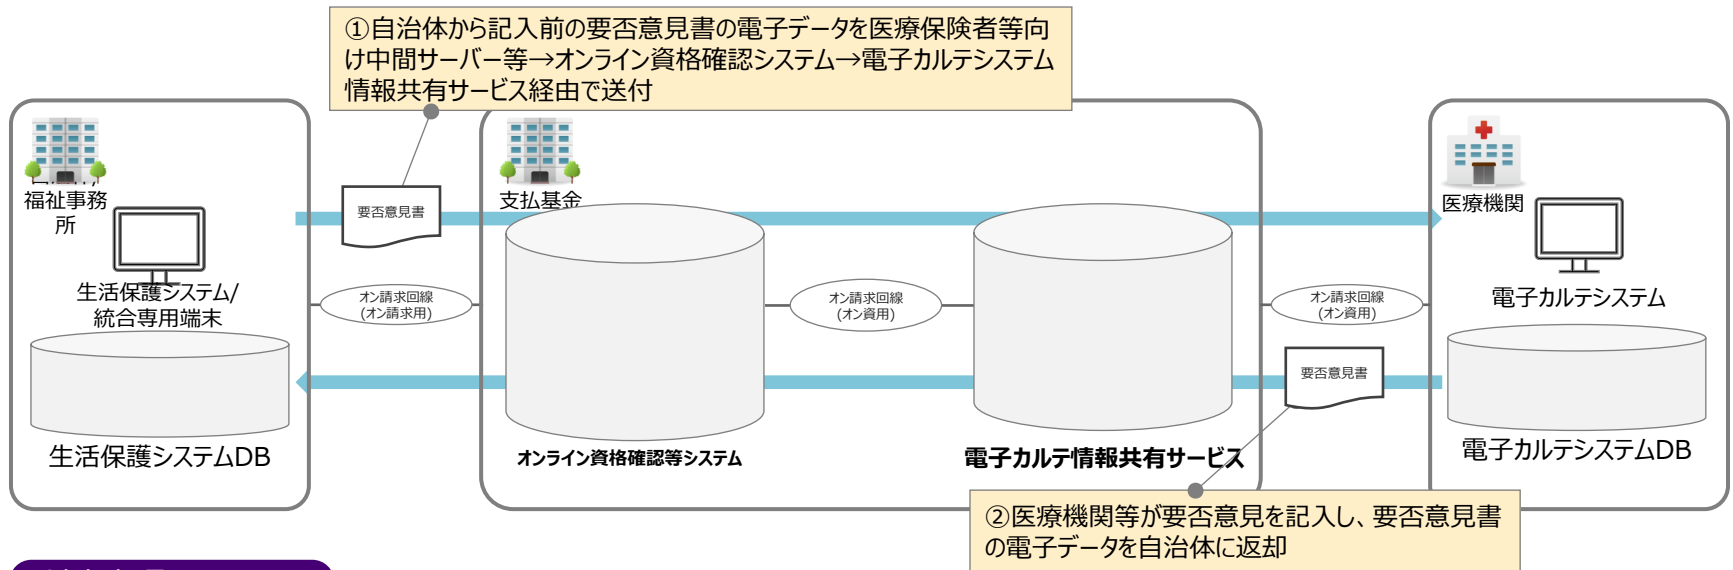 ①自治体から記入前の要否意見書の電子データを医療保険者等向
け中間サーバー等→オンライン資格確認システム→電子カルテシステム
情報共有サービス経由で送付
福祉事務
所
生活保護システム/
統合専用端末
生活保護システムDB
要否意見書
オン請求回線
(オン請求用)
支払基金
オンライン資格確認等システム
オン請求回線
(オン資用)
電子カルテ情報共有サービス
オン請求回線
(オン資用)
要否意見書
医療機関
電子カルテシステム
電子カルテシステムDB
②医療機関等が要否意見を記入し、要否意見書
の電子データを自治体に返却